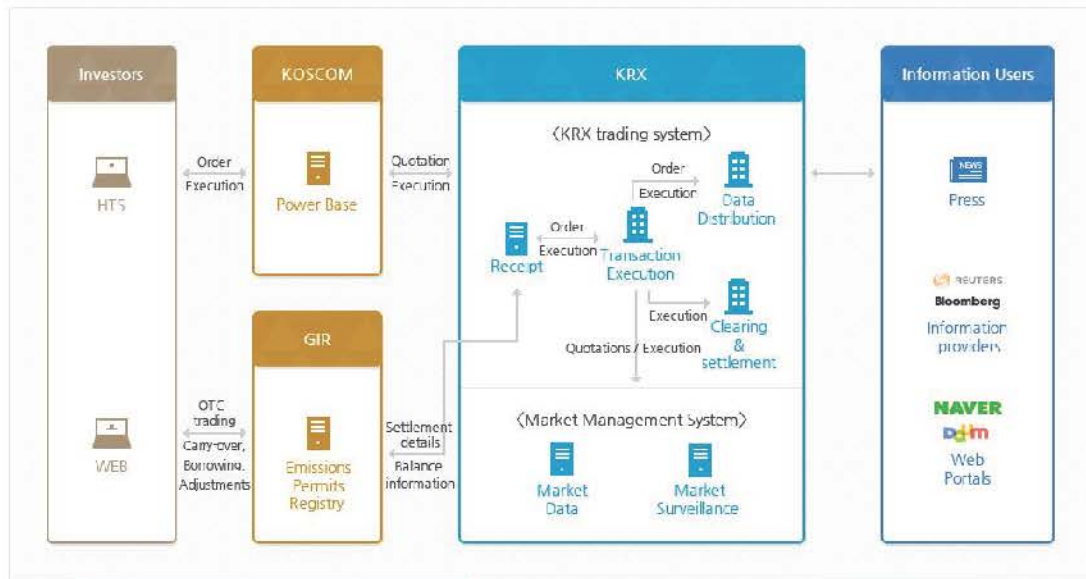 Investors
HTS
WEB
Order
Execution
OTC
trading
Carry-over,
Borrowing,
Adjustments
KOSCOM
Power Base
GIR
Emissions
Permits
Registry
Quotation
Execution
Settlement
details
Balance
information
KRX
〈KRX trading system〉
Receipt
Order
Execution
Transaction
Execution
Order
Execution
Data
Distribution
Execution
Clearing
&
settlement
Quotations / Execution
〈Market Management System〉
Market
Data
Market
Surveillance
Information Users
NEWS
Press
REUTERS
Bloomberg
Information
providers
NAVER
Daum
Web
Portals